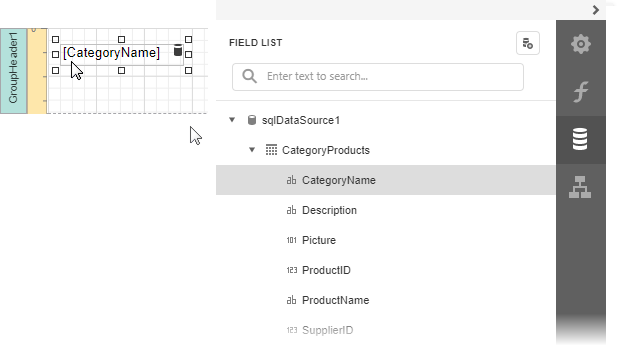 GroupHeader1
[CategoryName]
FIELD LIST
Enter text to search...
sqlDataSource1
CategoryProducts
ab CategoryName
ab Description
101 Picture
123 ProductID
ab ProductName
123 SupplierID